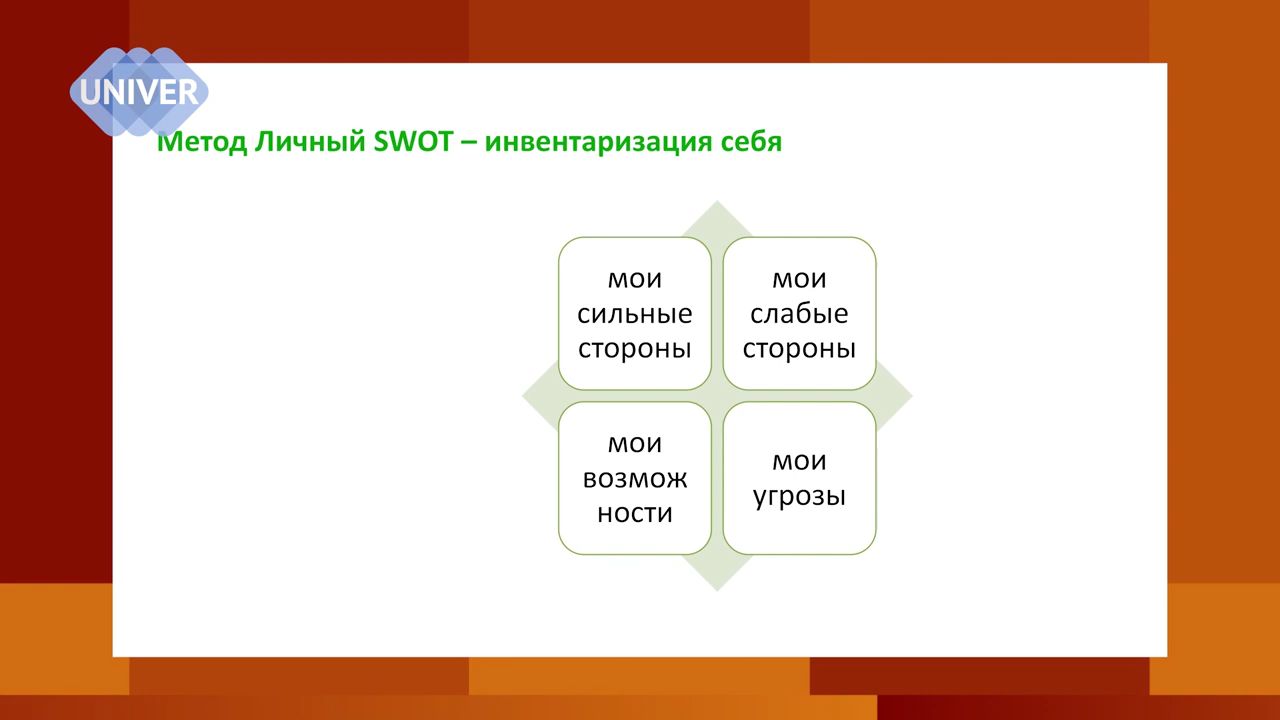 UNIVER
Метод Личный SWOT – инвентаризация себя
мои
сильные
стороны
мои
слабые
стороны
мои
возмож
ности
мои
угрозы